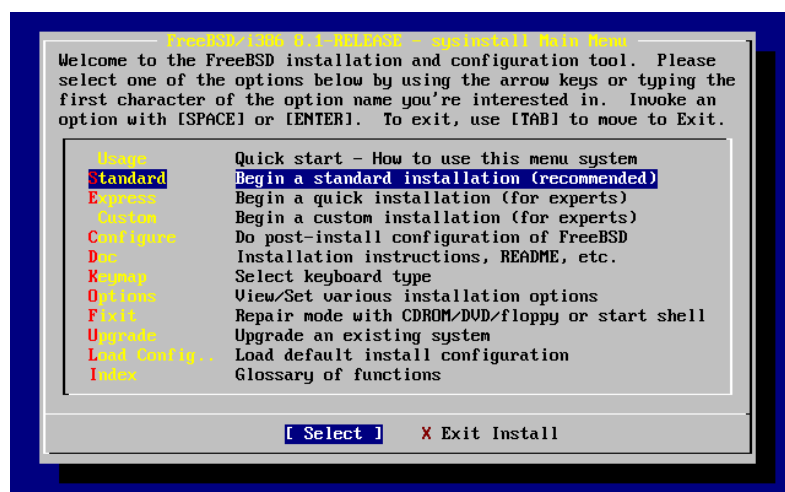 FreeBSD/i386 8.1-RELEASE - sysinstall Main Menu
Welcome to the FreeBSD installation and configuration tool.  Please
select one of the options below by using the arrow keys or typing the
first character of the option name you're interested in.  Invoke an
option with [SPACE] or [ENTER].  To exit, use [TAB] to move to Exit.
Usage Quick start - How to use this menu system
Standard Begin a standard installation (recommended)
Express Begin a quick installation (for experts)
Custom Begin a custom installation (for experts)
Configure Do post-install configuration of FreeBSD
Doc Installation instructions, README, etc.
Keymap Select keyboard type
Options View/Set various installation options
Fixit Repair mode with CDROM/DVD/floppy or start shell
Upgrade Upgrade an existing system
Load Config.. Load default install configuration
Index Glossary of functions
[ Select ] X Exit Install